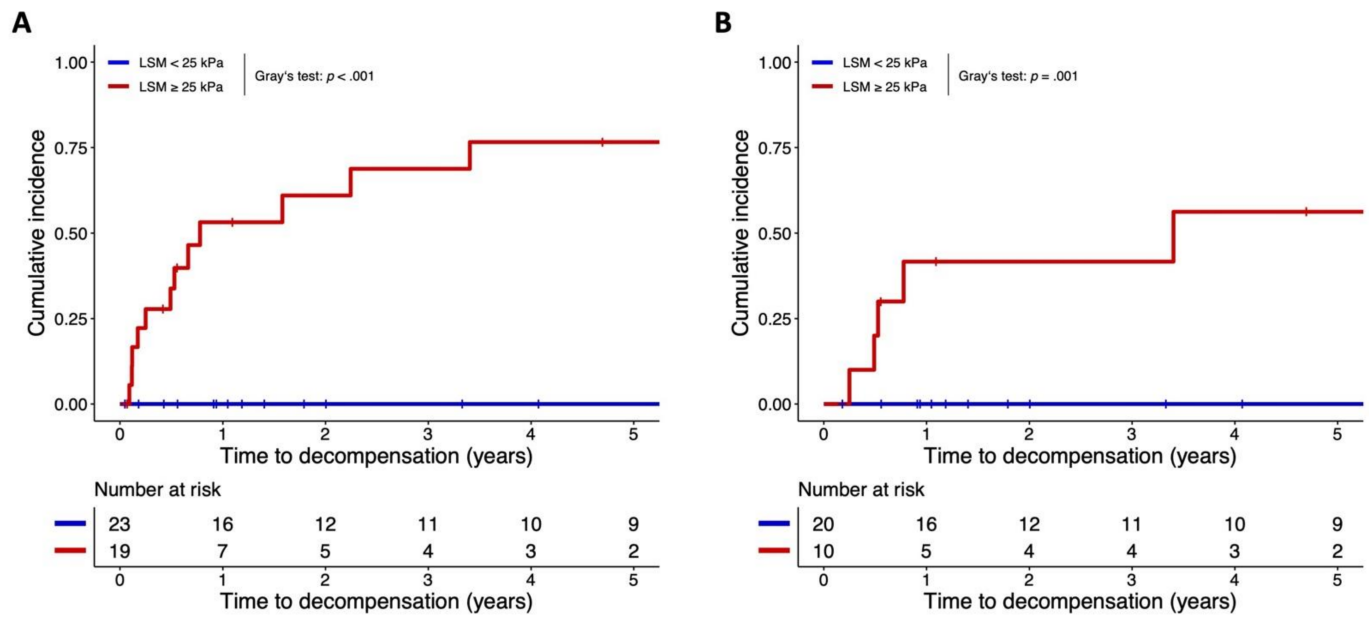 A
1.00
0.75
0.50
0.25
0.00
Cumulative incidence
LSM < 25 kPa
LSM ≥ 25 kPa
Gray's test: p < .001
0 1 2 3 4 5
Time to decompensation (years)
Number at risk
23 16 12 11 10 9
19 7 5 4 3 2
0 1 2 3 4 5
Time to decompensation (years)
B
1.00
0.75
0.50
0.25
0.00
Cumulative incidence
LSM < 25 kPa
LSM ≥ 25 kPa
Gray's test: p = .001
0 1 2 3 4 5
Time to decompensation (years)
Number at risk
20 16 12 11 10 9
10 5 4 4 3 2
0 1 2 3 4 5
Time to decompensation (years)